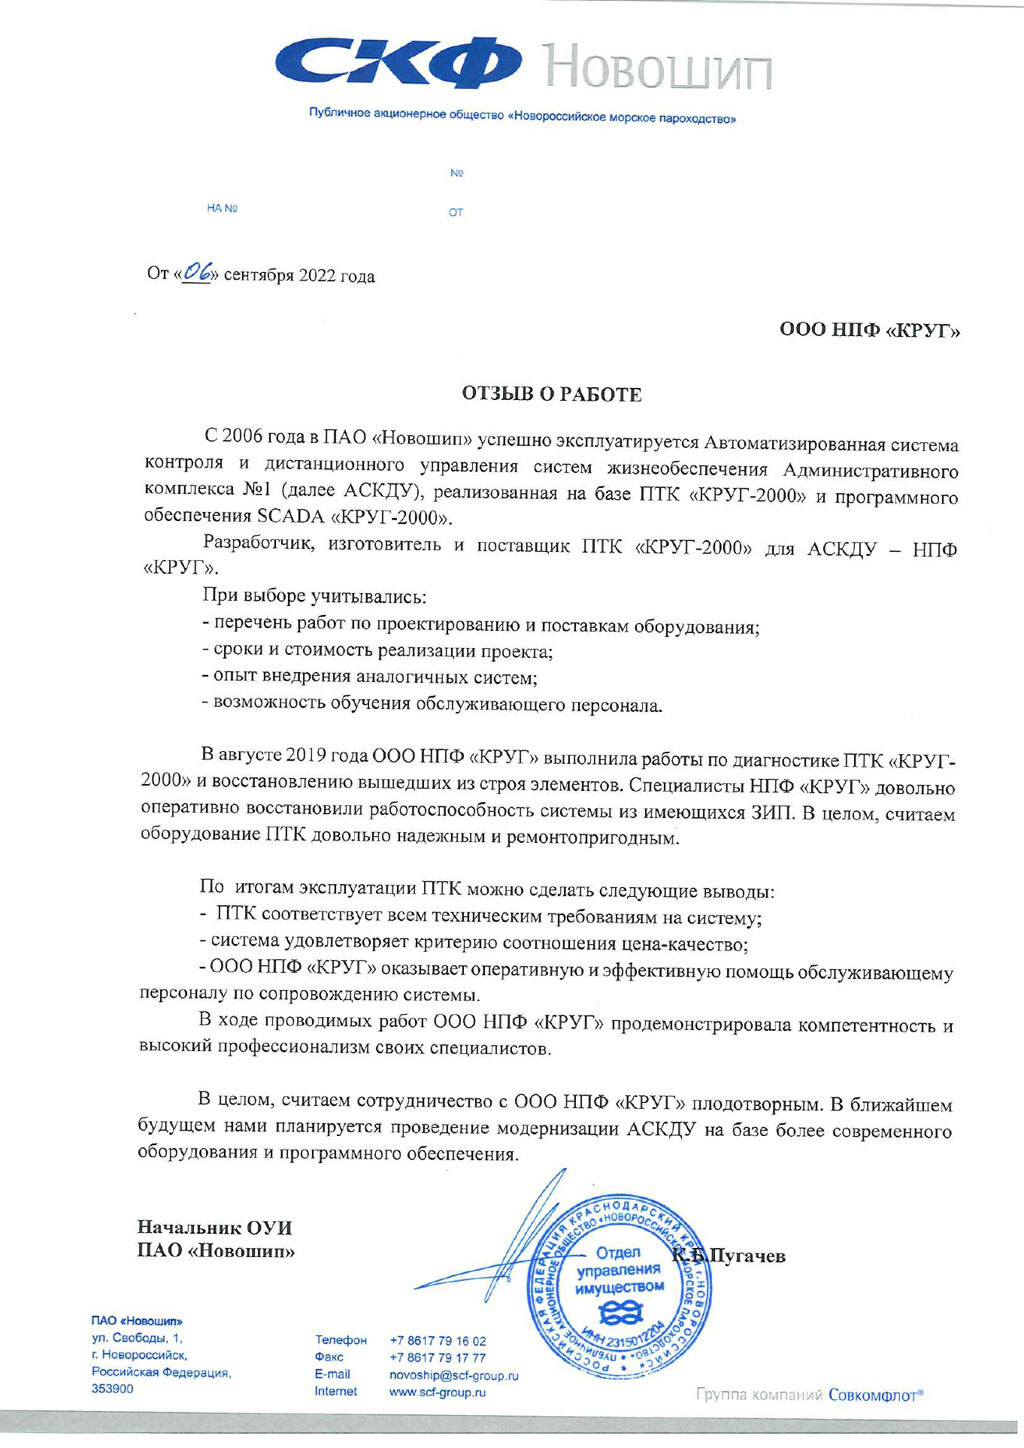 СКФ Новошип
Публичное акционерное общество «Новороссийское морское пароходство»
№
НА №
ОТ
От «06» сентября 2022 года
ООО НПФ «КРУГ»
ОТЗЫВ О РАБОТЕ
С 2006 года в ПАО «Новошип» успешно эксплуатируется Автоматизированная система
контроля и дистанционного управления систем жизнеобеспечения Административного
комплекса №1 (далее АСКДУ), реализованная на базе ПТК «КРУГ-2000» и программного
обеспечения SCADA «КРУГ-2000».
Разработчик, изготовитель и поставщик ПТК «КРУГ-2000» для АСКДУ – НПФ
«КРУГ».
При выборе учитывались:
- перечень работ по проектированию и поставкам оборудования;
- сроки и стоимость реализации проекта;
- опыт внедрения аналогичных систем;
- возможность обучения обслуживающего персонала.
В августе 2019 года ООО НПФ «КРУГ» выполнила работы по диагностике ПТК «КРУГ-
2000» и восстановлению вышедших из строя элементов. Специалисты НПФ «КРУГ» довольно
оперативно восстановили работоспособность системы из имеющихся ЗИП. В целом, считаем
оборудование ПТК довольно надежным и ремонтопригодным.
По итогам эксплуатации ПТК можно сделать следующие выводы:
- ПТК соответствует всем техническим требованиям на систему;
- система удовлетворяет критерию соотношения цена-качество;
- ООО НПФ «КРУГ» оказывает оперативную и эффективную помощь обслуживающему
персоналу по сопровождению системы.
В ходе проводимых работ ООО НПФ «КРУГ» продемонстрировала компетентность и
высокий профессионализм своих специалистов.
В целом, считаем сотрудничество с ООО НПФ «КРУГ» плодотворным. В ближайшем
будущем нами планируется проведение модернизации АСКДУ на базе более современного
оборудования и программного обеспечения.
Начальник ОУИ
ПАО «Новошип»
К.Б.Пугачев
РОССИЙСКАЯ ФЕДЕРАЦИЯ КРАСНОДАРСКИЙ КРАЙ г. НОВОРОССИЙСК
ПУБЛИЧНОЕ АКЦИОНЕРНОЕ ОБЩЕСТВО «НОВОРОССИЙСКОЕ МОРСКОЕ ПАРОХОДСТВО»
Отдел
управления
имуществом
ИНН 2315012204
ПАО «Новошип»
ул. Свободы, 1,
г. Новороссийск,
Российская Федерация,
353900
Телефон +7 8617 79 16 02
Факс +7 8617 79 17 77
E-mail novoship@scf-group.ru
Internet www.scf-group.ru
Группа компаний Совкомфлот®